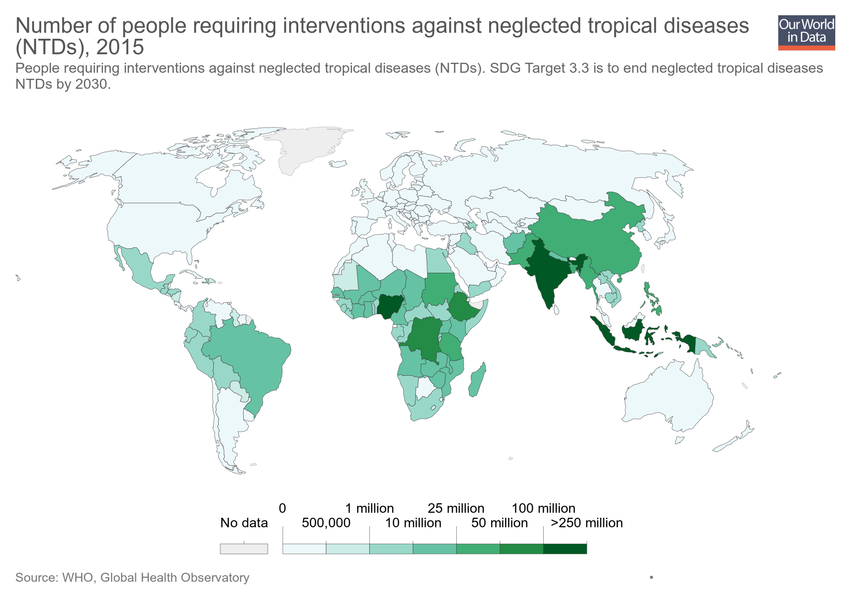 Number of people requiring interventions against neglected tropical diseases
(NTDs), 2015
Our World
in Data
People requiring interventions against neglected tropical diseases (NTDs). SDG Target 3.3 is to end neglected tropical diseases
NTDs by 2030.
0 1 million 25 million 100 million
No data 500,000 10 million 50 million >250 million
Source: WHO, Global Health Observatory